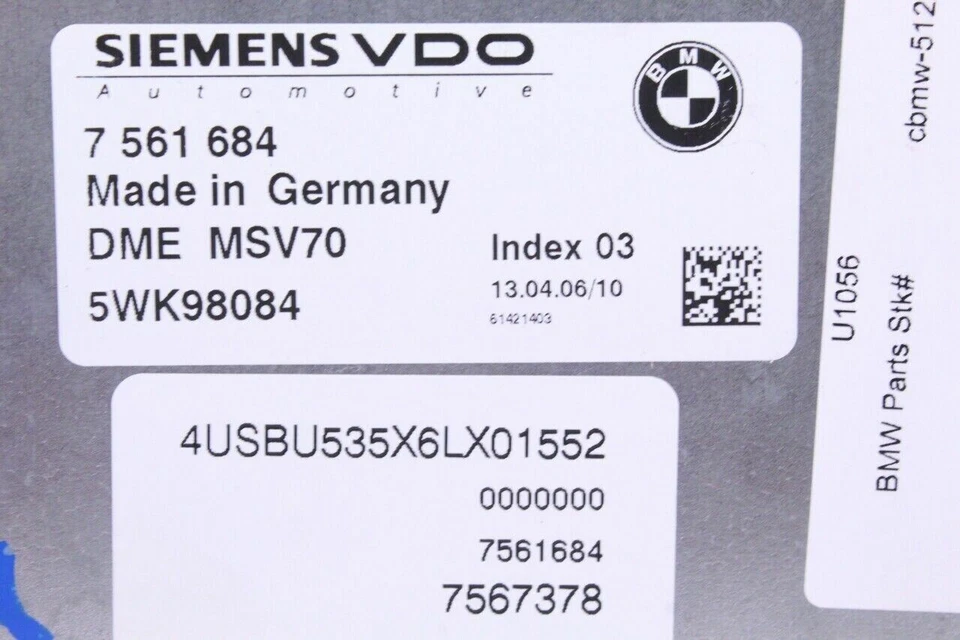 SIEMENS VDO
Automotive
BMW
7 561 684
Made in Germany
DME MSV70
Index 03
5WK98084
13.04.06/10
61421403
4USBU535X6LX01552
0000000
7561684
7567378
U1056
BMW Parts Stk#
cbmw-512